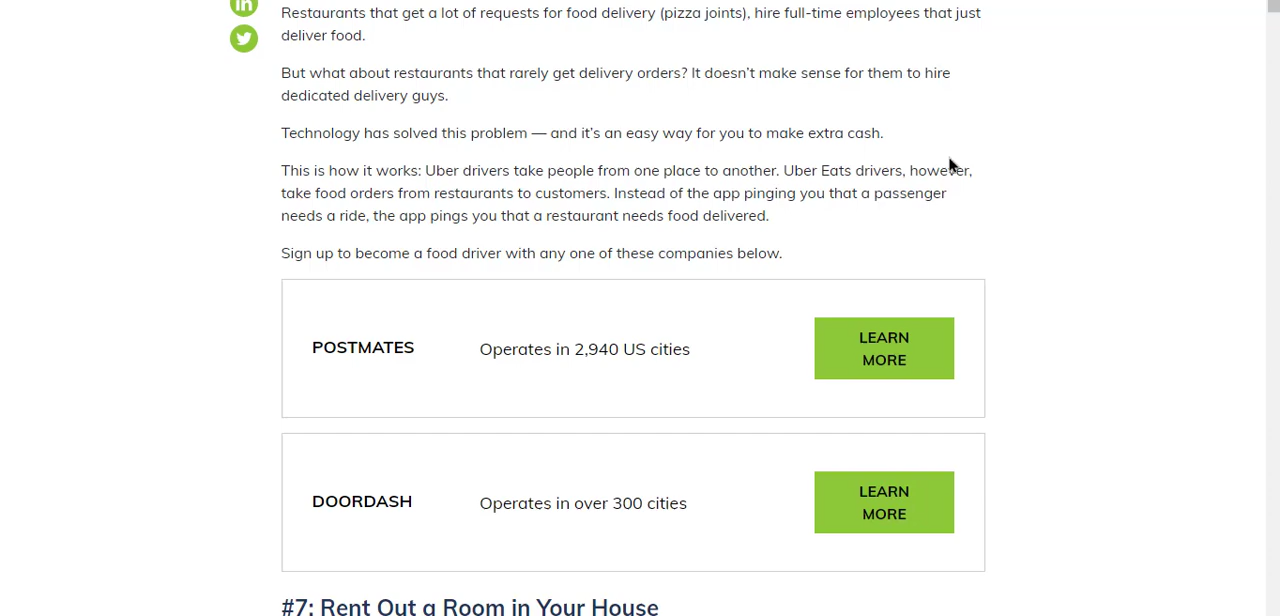 in
Restaurants that get a lot of requests for food delivery (pizza joints), hire full-time employees that just
deliver food.
But what about restaurants that rarely get delivery orders? It doesn’t make sense for them to hire
dedicated delivery guys.
Technology has solved this problem — and it’s an easy way for you to make extra cash.
This is how it works: Uber drivers take people from one place to another. Uber Eats drivers, however,
take food orders from restaurants to customers. Instead of the app pinging you that a passenger
needs a ride, the app pings you that a restaurant needs food delivered.
Sign up to become a food driver with any one of these companies below.
POSTMATES
Operates in 2,940 US cities
LEARN
MORE
DOORDASH
Operates in over 300 cities
LEARN
MORE
#7: Rent Out a Room in Your House